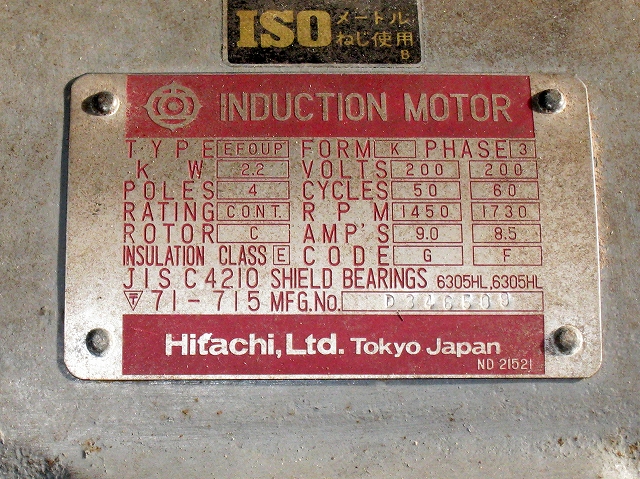 ISO メートル
ねじ使用
B
INDUCTION MOTOR
TYPE EFOUP FORM K PHASE 3
KW 2.2 VOLTS 200 200
POLES 4 CYCLES 50 60
RATING CONT. RPM 1450 1730
ROTOR C AMP'S 9.0 8.5
INSULATION CLASS E CODE G F
JIS C4210 SHIELD BEARINGS 6305HL,6305HL
71-715 MFG.No.
Hitachi,Ltd. Tokyo Japan
ND 21521